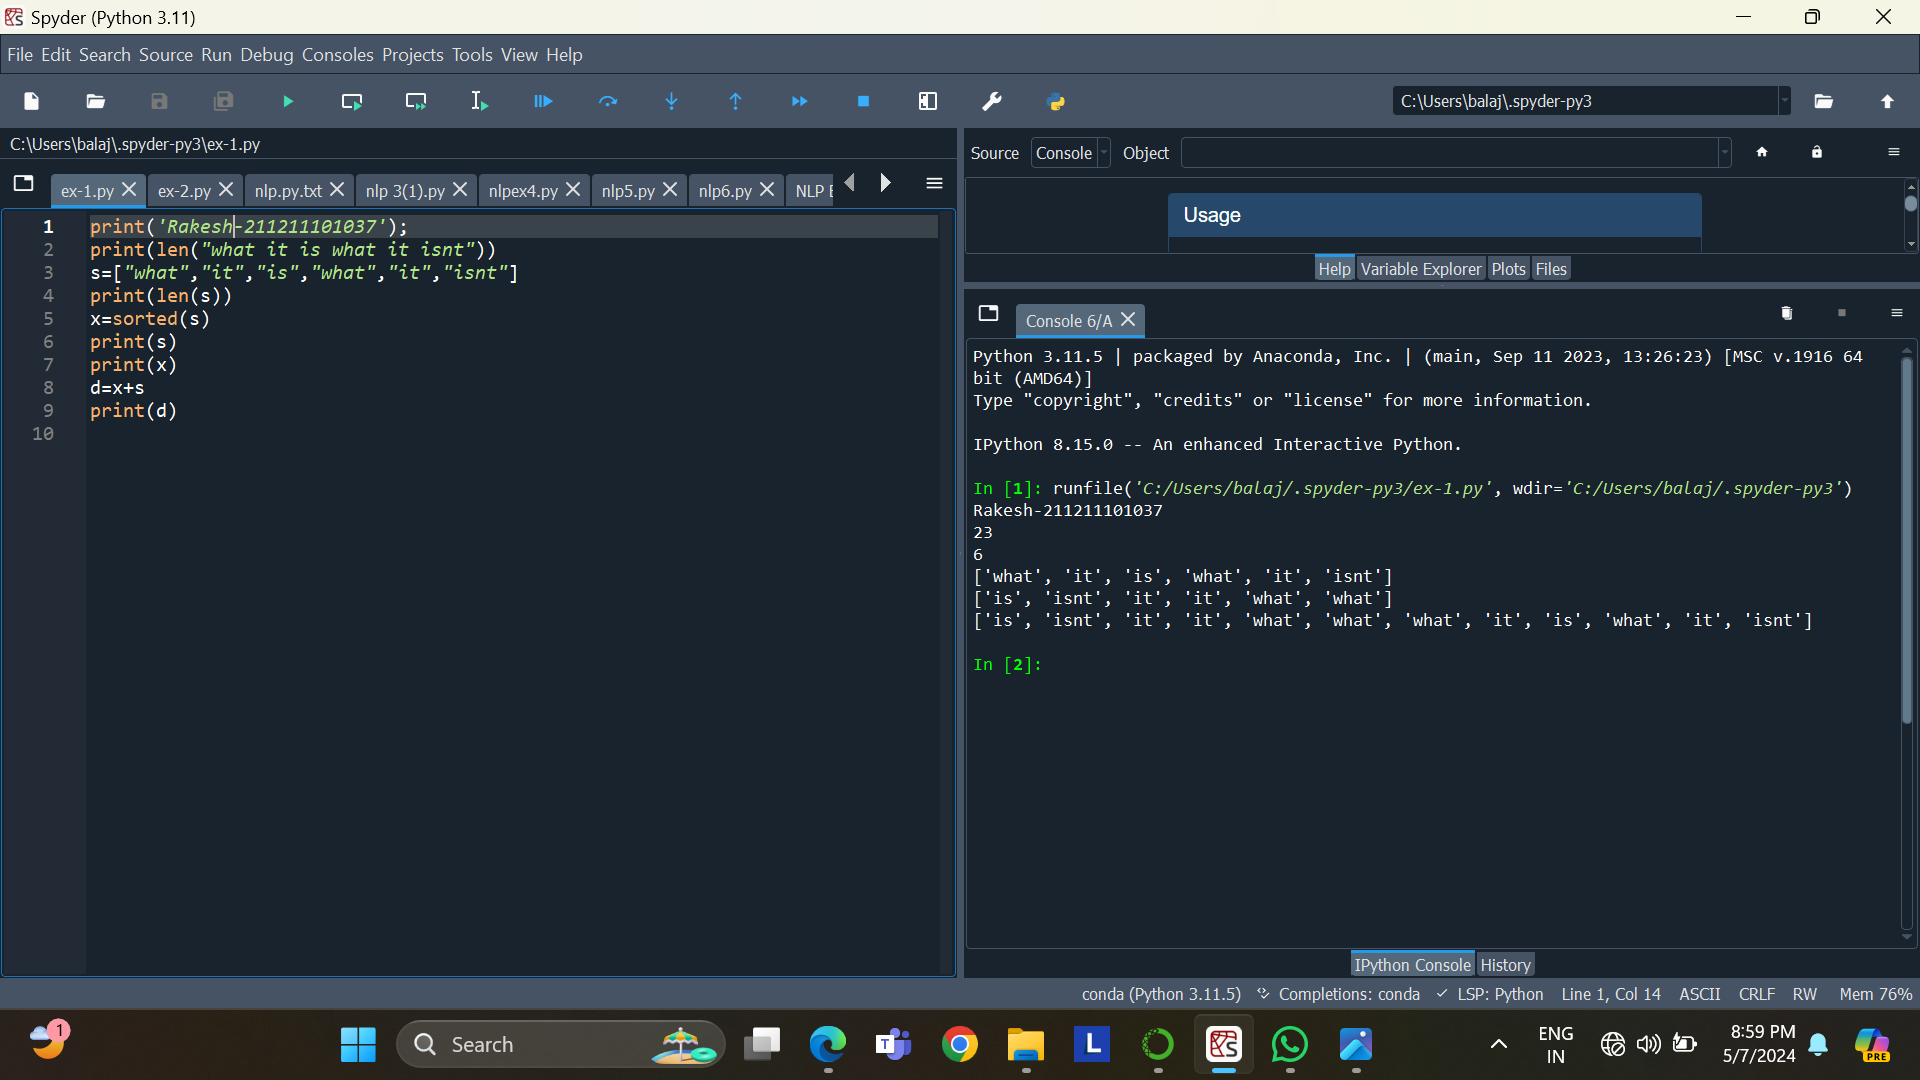 Spyder (Python 3.11)
File Edit Search Source Run Debug Consoles Projects Tools View Help
C:\Users\balaj\.spyder-py3
C:\Users\balaj\.spyder-py3\ex-1.py
ex-1.py ex-2.py nlp.py.txt nlp 3(1).py nlpex4.py nlp5.py nlp6.py NLP E
1 print('Rakesh-211211101037');
2 print(len("what it is what it isnt"))
3 s=["what","it","is","what","it","isnt"]
4 print(len(s))
5 x=sorted(s)
6 print(s)
7 print(x)
8 d=x+s
9 print(d)
10
Source Console Object
Usage
Help Variable Explorer Plots Files
Console 6/A
Python 3.11.5 | packaged by Anaconda, Inc. | (main, Sep 11 2023, 13:26:23) [MSC v.1916 64
bit (AMD64)]
Type "copyright", "credits" or "license" for more information.
IPython 8.15.0 -- An enhanced Interactive Python.
In [1]: runfile('C:/Users/balaj/.spyder-py3/ex-1.py', wdir='C:/Users/balaj/.spyder-py3')
Rakesh-211211101037
23
6
['what', 'it', 'is', 'what', 'it', 'isnt']
['is', 'isnt', 'it', 'it', 'what', 'what']
['is', 'isnt', 'it', 'it', 'what', 'what', 'what', 'it', 'is', 'what', 'it', 'isnt']
In [2]:
IPython Console History
conda (Python 3.11.5) Completions: conda LSP: Python Line 1, Col 14 ASCII CRLF RW Mem 76%
1
Search
T
L
ENG
IN
8:59 PM
5/7/2024
PRE